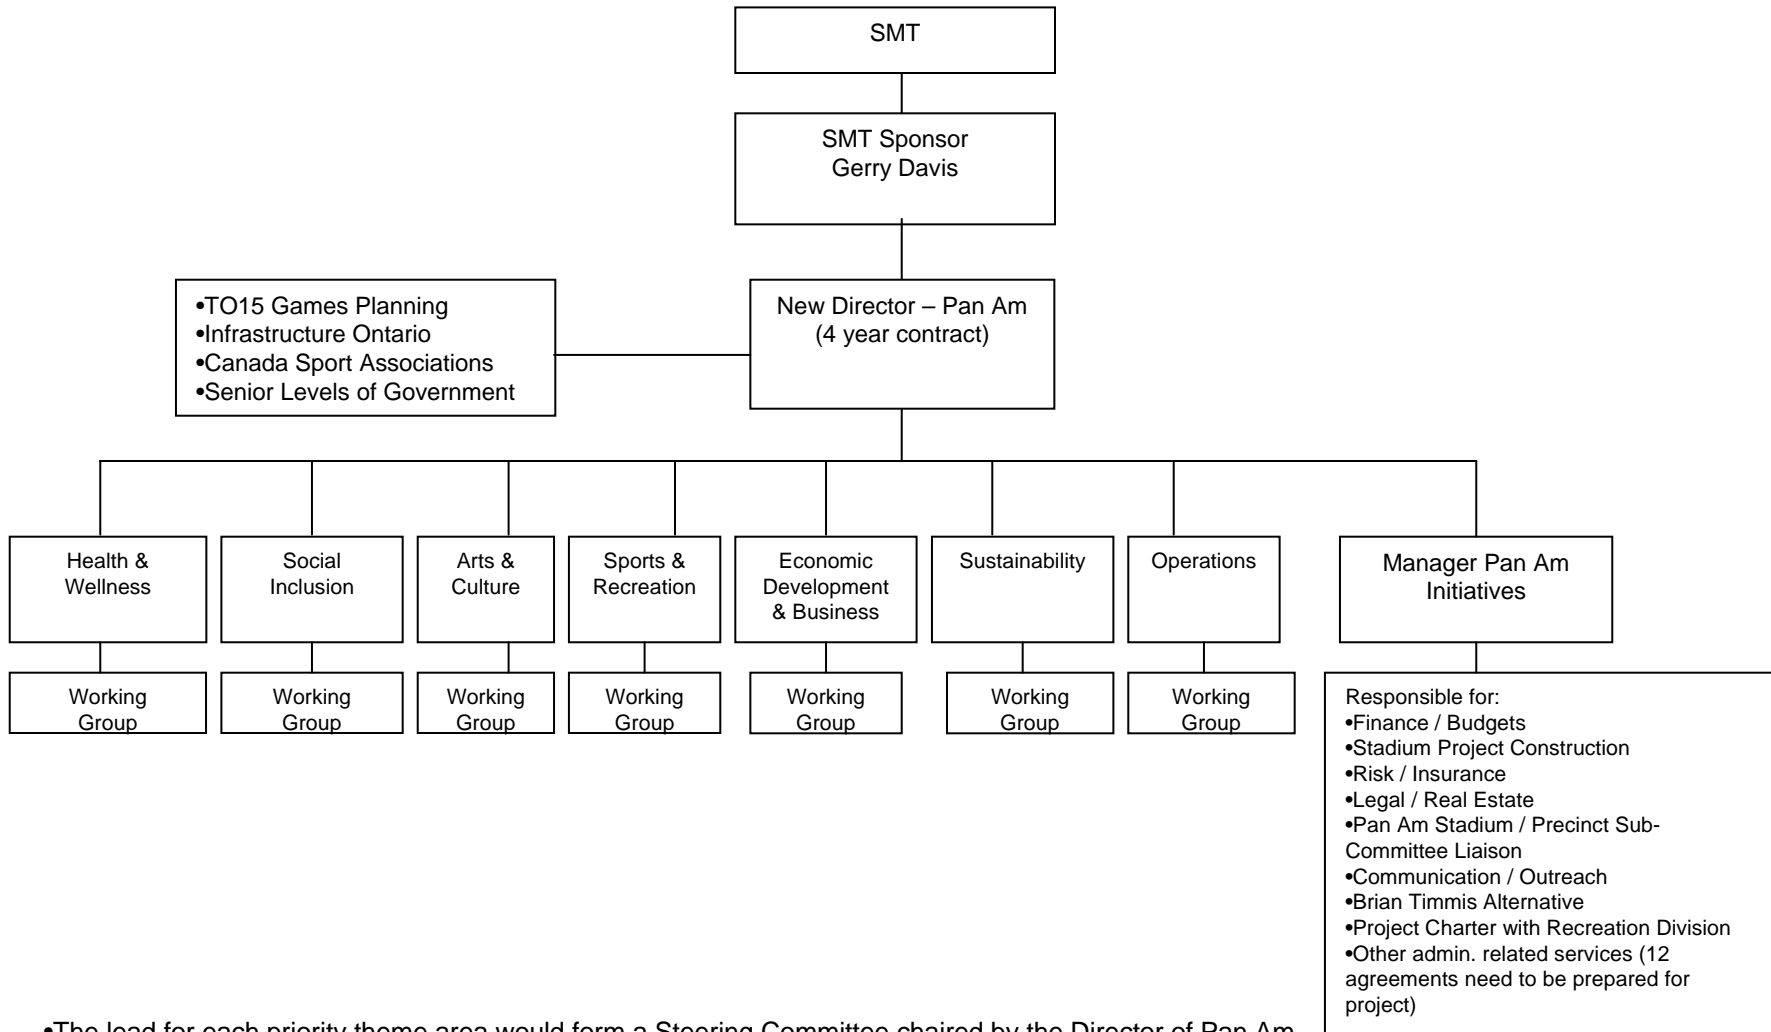 SMT
SMT Sponsor
Gerry Davis
•TO15 Games Planning
•Infrastructure Ontario
•Canada Sport Associations
•Senior Levels of Government
New Director – Pan Am
(4 year contract)
Health &
Wellness
Social
Inclusion
Arts &
Culture
Sports &
Recreation
Economic
Development
& Business
Sustainability
Operations
Manager Pan Am
Initiatives
Working
Group
Working
Group
Working
Group
Working
Group
Working
Group
Working
Group
Working
Group
Responsible for:
•Finance / Budgets
•Stadium Project Construction
•Risk / Insurance
•Legal / Real Estate
•Pan Am Stadium / Precinct Sub-
Committee Liaison
•Communication / Outreach
•Brian Timmis Alternative
•Project Charter with Recreation Division
•Other admin. related services (12
agreements need to be prepared for
project)
•The lead for each priority theme area would form a Steering Committee chaired by the Director of Pan Am